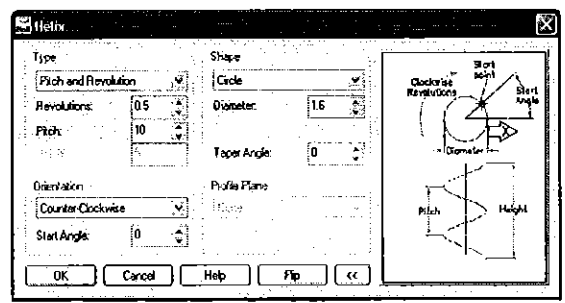 Helix
Type
Pitch and Revolution
Revolutions: 0.5
Pitch: 10
Orientation
Counter-Clockwise
Start Angle: 0
Shape
Circle
Diameter: 1.6
Taper Angle: 0
Profile Plane
OK
Cancel
Help
Flip
<<
Clockwise
Revolutions
Start
point
Start
Angle
X
Diameter
Pitch
Height